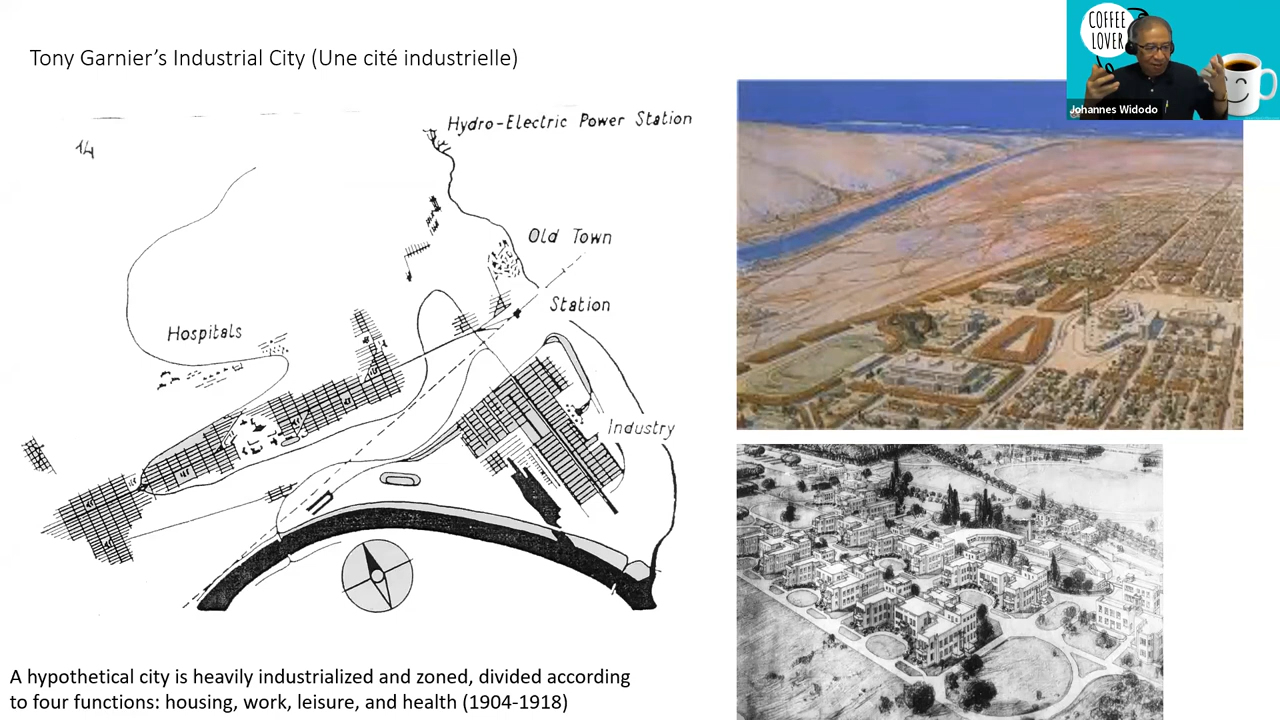 Tony Garnier’s Industrial City (Une cité industrielle)
COFFEE
LOVER
Johannes Widodo
14
Hydro-Electric Power Station
Old Town
Station
Hospitals
Industry
A hypothetical city is heavily industrialized and zoned, divided according
to four functions: housing, work, leisure, and health (1904-1918)